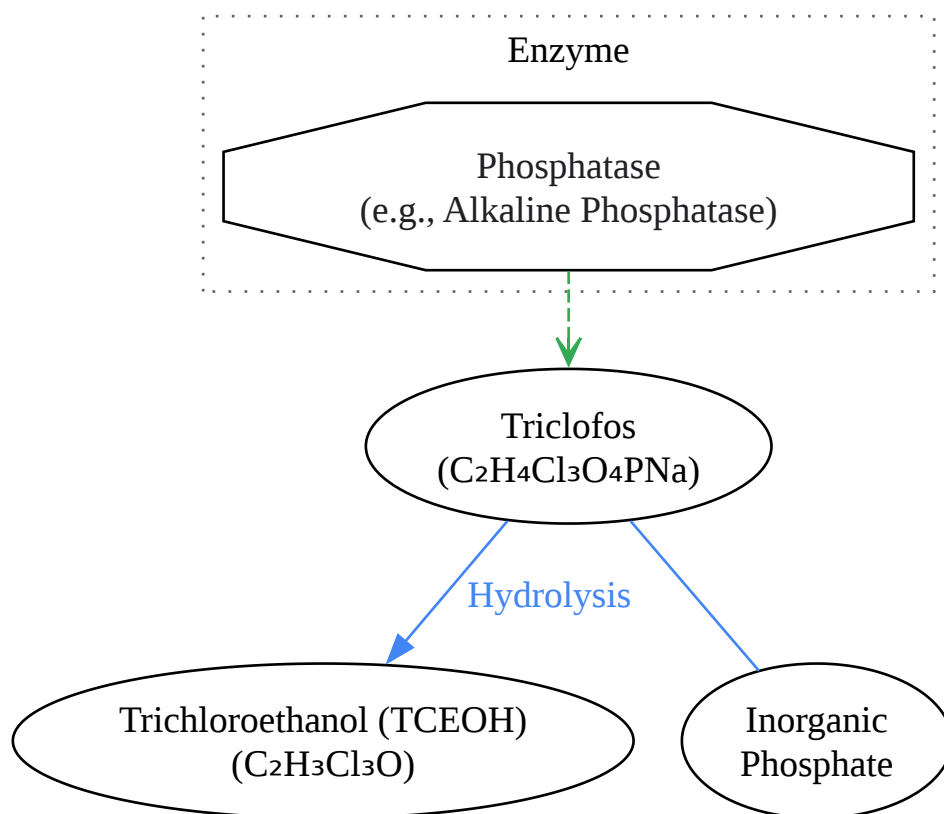 Enzyme
Phosphatase
(e.g., Alkaline Phosphatase)
Triclofos
(C₂H₄Cl₃O₄PNa)
Hydrolysis
Trichloroethanol (TCEOH)
(C₂H₃Cl₃O)
Inorganic
Phosphate